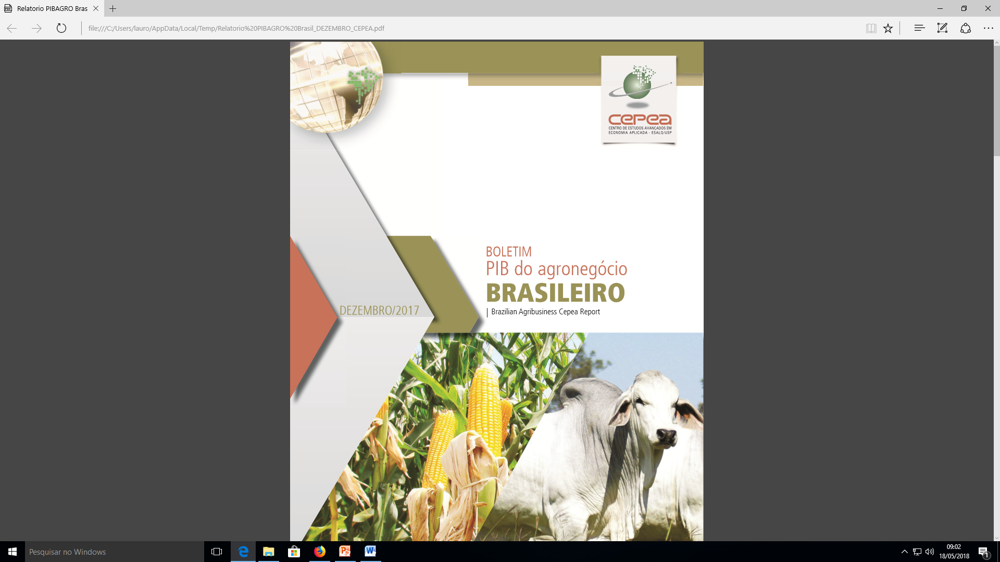 Relatorio PIBAGRO Bras
file:///C:/Users/lauro/AppData/Local/Temp/Relatorio%20PIBAGRO%20Brasil_DEZEMBRO_CEPEA.pdf
cepea
CENTRO DE ESTUDOS AVANÇADOS EM
ECONOMIA APLICADA - ESALQ/USP
BOLETIM
PIB do agronegócio
BRASILEIRO
| Brazilian Agribusiness Cepea Report
DEZEMBRO/2017
Pesquisar no Windows
09:02
18/05/2018
1